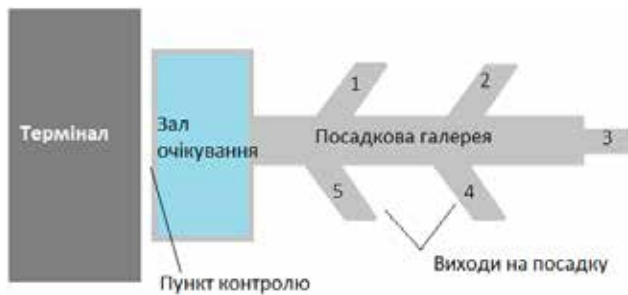 1
2
Термінал
Зал
очікування
Посадкова галерея
3
5
4
Виходи на посадку
Пункт контролю